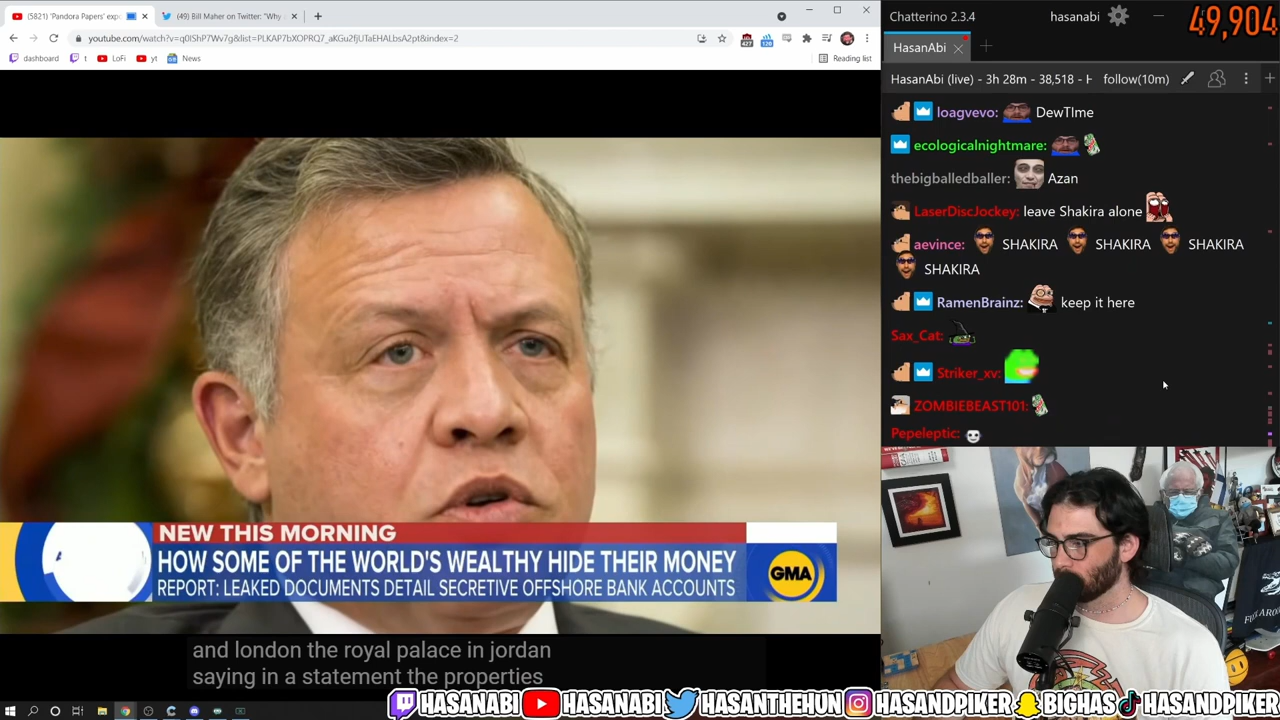 (5821) 'Pandora Papers' expo
(49) Bill Maher on Twitter: "Why
youtube.com/watch?v=q0IShP7Wv7g&list=PLKAP7bXOPRQ7_aKGu2fjUTaEHALbsA2pt&index=2
427
128
dashboard
t
LoFi
yt
News
Reading list
NEW THIS MORNING
HOW SOME OF THE WORLD'S WEALTHY HIDE THEIR MONEY
REPORT: LEAKED DOCUMENTS DETAIL SECRETIVE OFFSHORE BANK ACCOUNTS
GMA
and london the royal palace in jordan
saying in a statement the properties
Chatterino 2.3.4
hasanabi
49,904
HasanAbi
HasanAbi (live) - 3h 28m - 38,518 - H
follow(10m)
loagvevo: DewTIme
ecologicalnightmare:
thebigballedballer: Azan
LaserDiscJockey: leave Shakira alone
aevince: SHAKIRA SHAKIRA SHAKIRA
SHAKIRA
RamenBrainz: keep it here
Sax_Cat:
Striker_xv:
ZOMBIEBEAST101:
Pepeleptic:
HASANABI HASANABI HASANTHEHUN HASANDPIKER BIGHAS HASANDPIKER